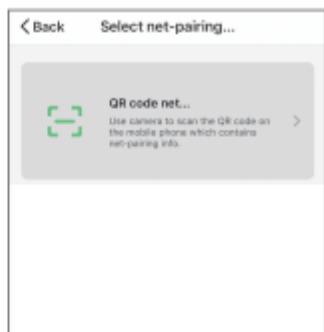 Back Select net-pairing...
QR code net...
Use camera to scan the QR code on
the mobile phone which contains
net-pairing info.